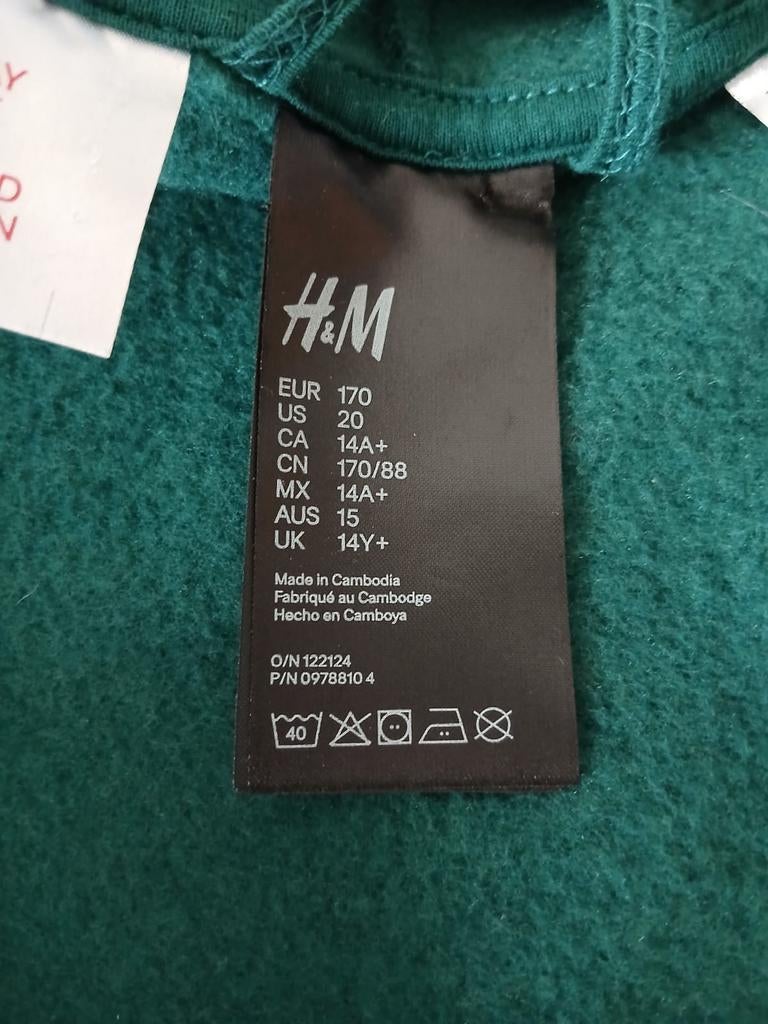 H&M
EUR 170
US 20
CA 14A+
CN 170/88
MX 14A+
AUS 15
UK 14Y+
Made in Cambodia
Fabriqué au Cambodge
Hecho en Camboya
O/N 122124
P/N 0978810 4
40